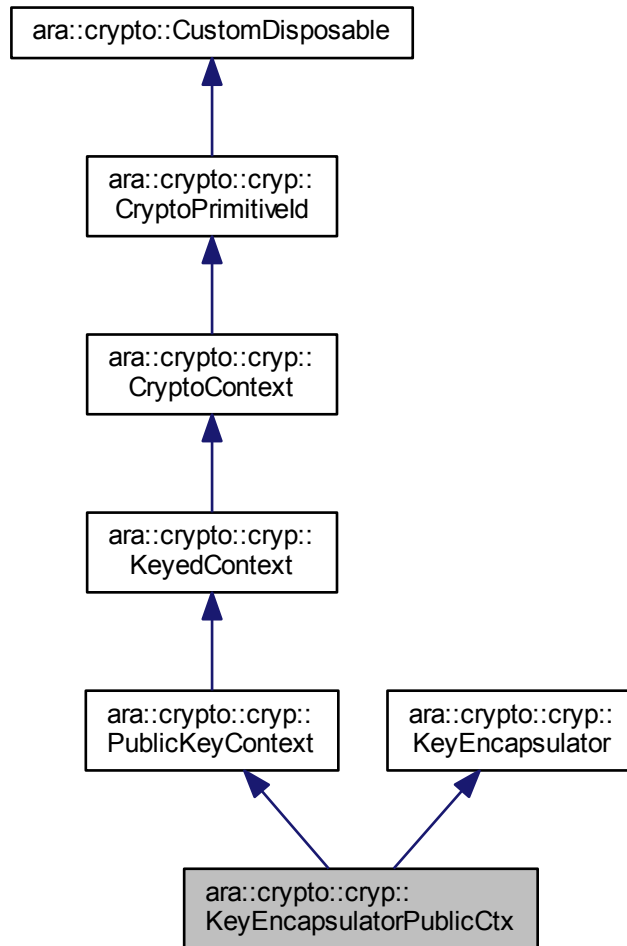 ara::crypto::CustomDisposable
ara::crypto::cryp::
CryptoPrimitiveId
ara::crypto::cryp::
CryptoContext
ara::crypto::cryp::
KeyedContext
ara::crypto::cryp::
PublicKeyContext
ara::crypto::cryp::
KeyEncapsulator
ara::crypto::cryp::
KeyEncapsulatorPublicCtx